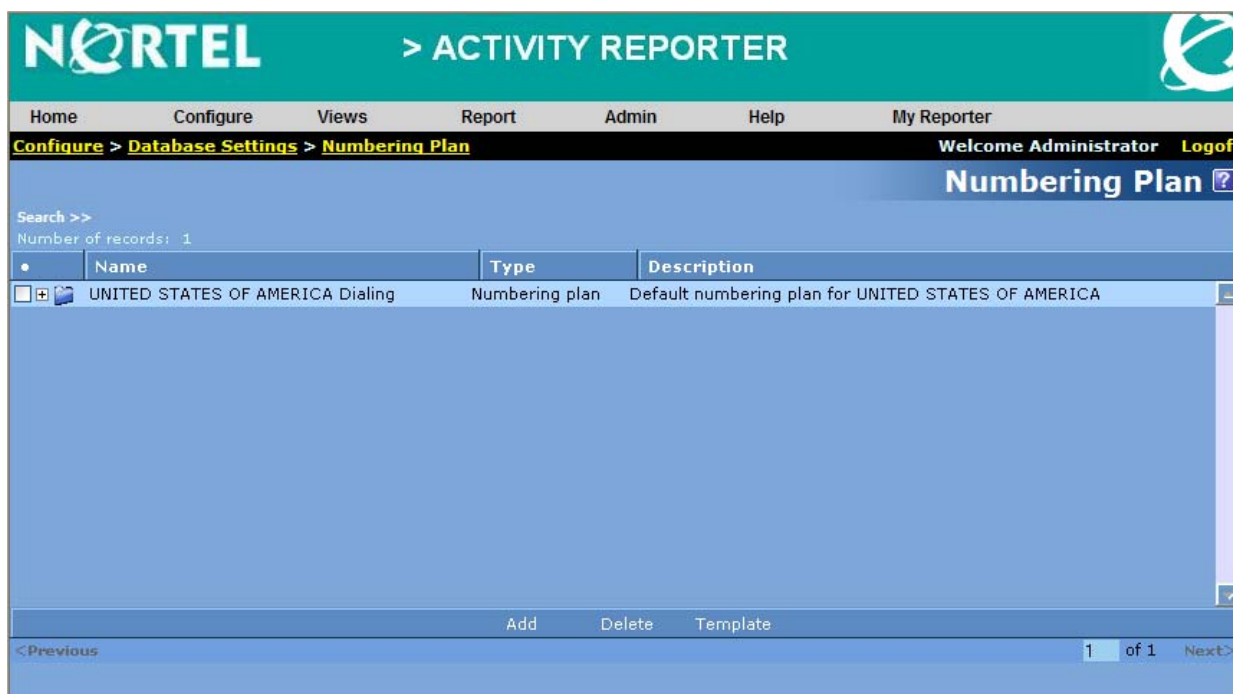 NORTEL > ACTIVITY REPORTER
Home Configure Views Report Admin Help My Reporter
Configure > Database Settings > Numbering Plan Welcome Administrator Logof
Numbering Plan ?
Search >>
Number of records: 1
Name Type Description
UNITED STATES OF AMERICA Dialing Numbering plan Default numbering plan for UNITED STATES OF AMERICA
Add Delete Template
<Previous 1 of 1 Next>